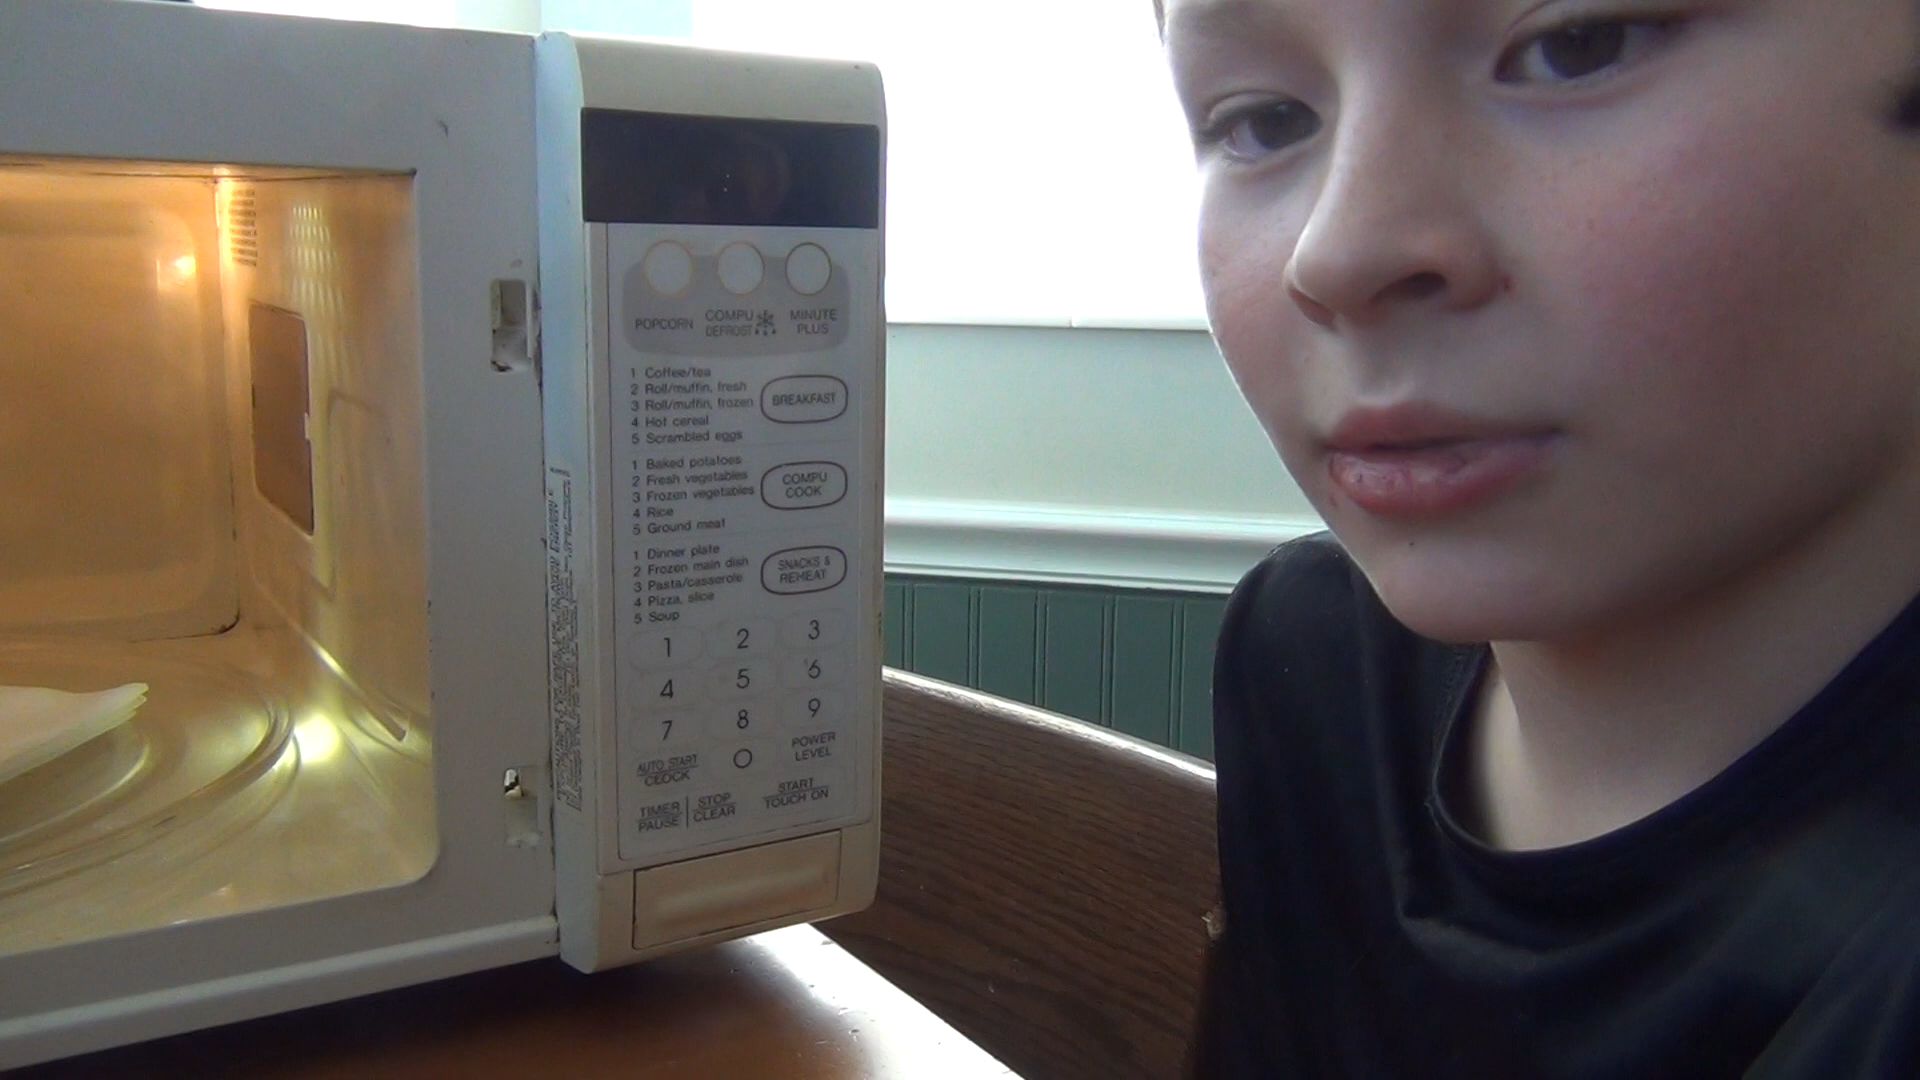 POPCORN
COMPU
DEFROST
MINUTE
PLUS
1 Coffee/tea
2 Roll/muffin, fresh
3 Roll/muffin, frozen
4 Hot cereal
5 Scrambled eggs
BREAKFAST
1 Baked potatoes
2 Fresh vegetables
3 Frozen vegetables
4 Rice
5 Ground meat
COMPU
COOK
1 Dinner plate
2 Frozen main dish
3 Pasta/casserole
4 Pizza, slice
5 Soup
SNACKS &
REHEAT
1 2 3
4 5 6
7 8 9
AUTO START
CLOCK
0
POWER
LEVEL
TIMER
PAUSE
STOP
CLEAR
START
TOUCH ON